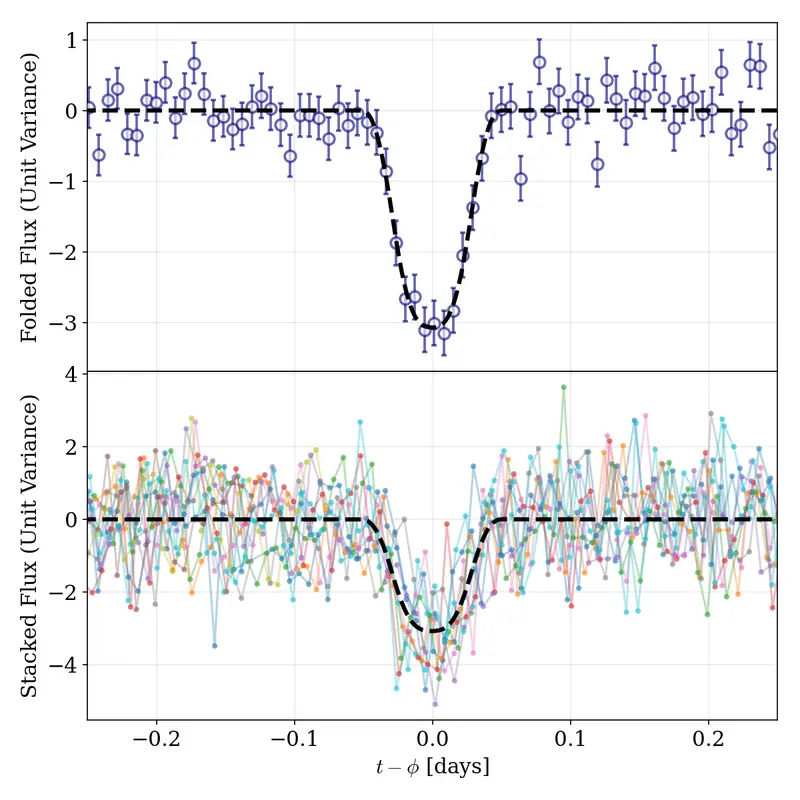 Folded Flux (Unit Variance)
1
0
−1
−2
−3
Stacked Flux (Unit Variance)
4
2
0
−2
−4
−0.2 −0.1 0.0 0.1 0.2
t − ϕ [days]